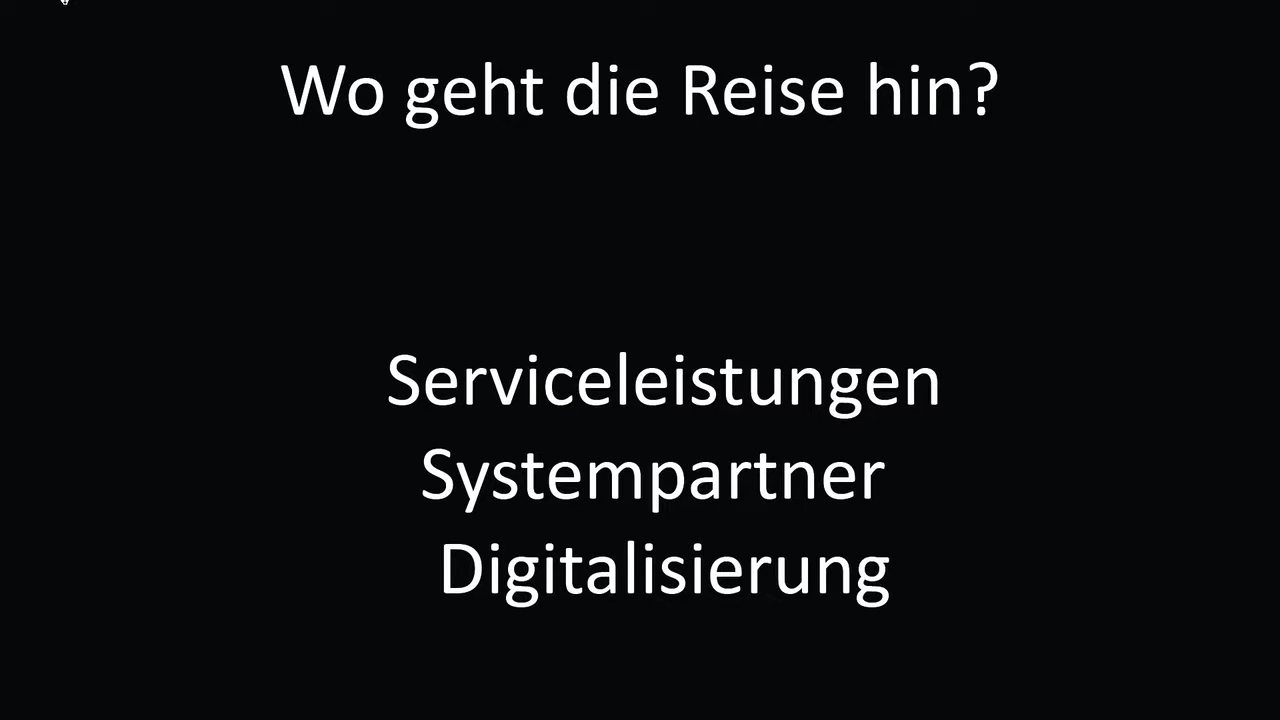 Wo geht die Reise hin?
Serviceleistungen
Systempartner
Digitalisierung